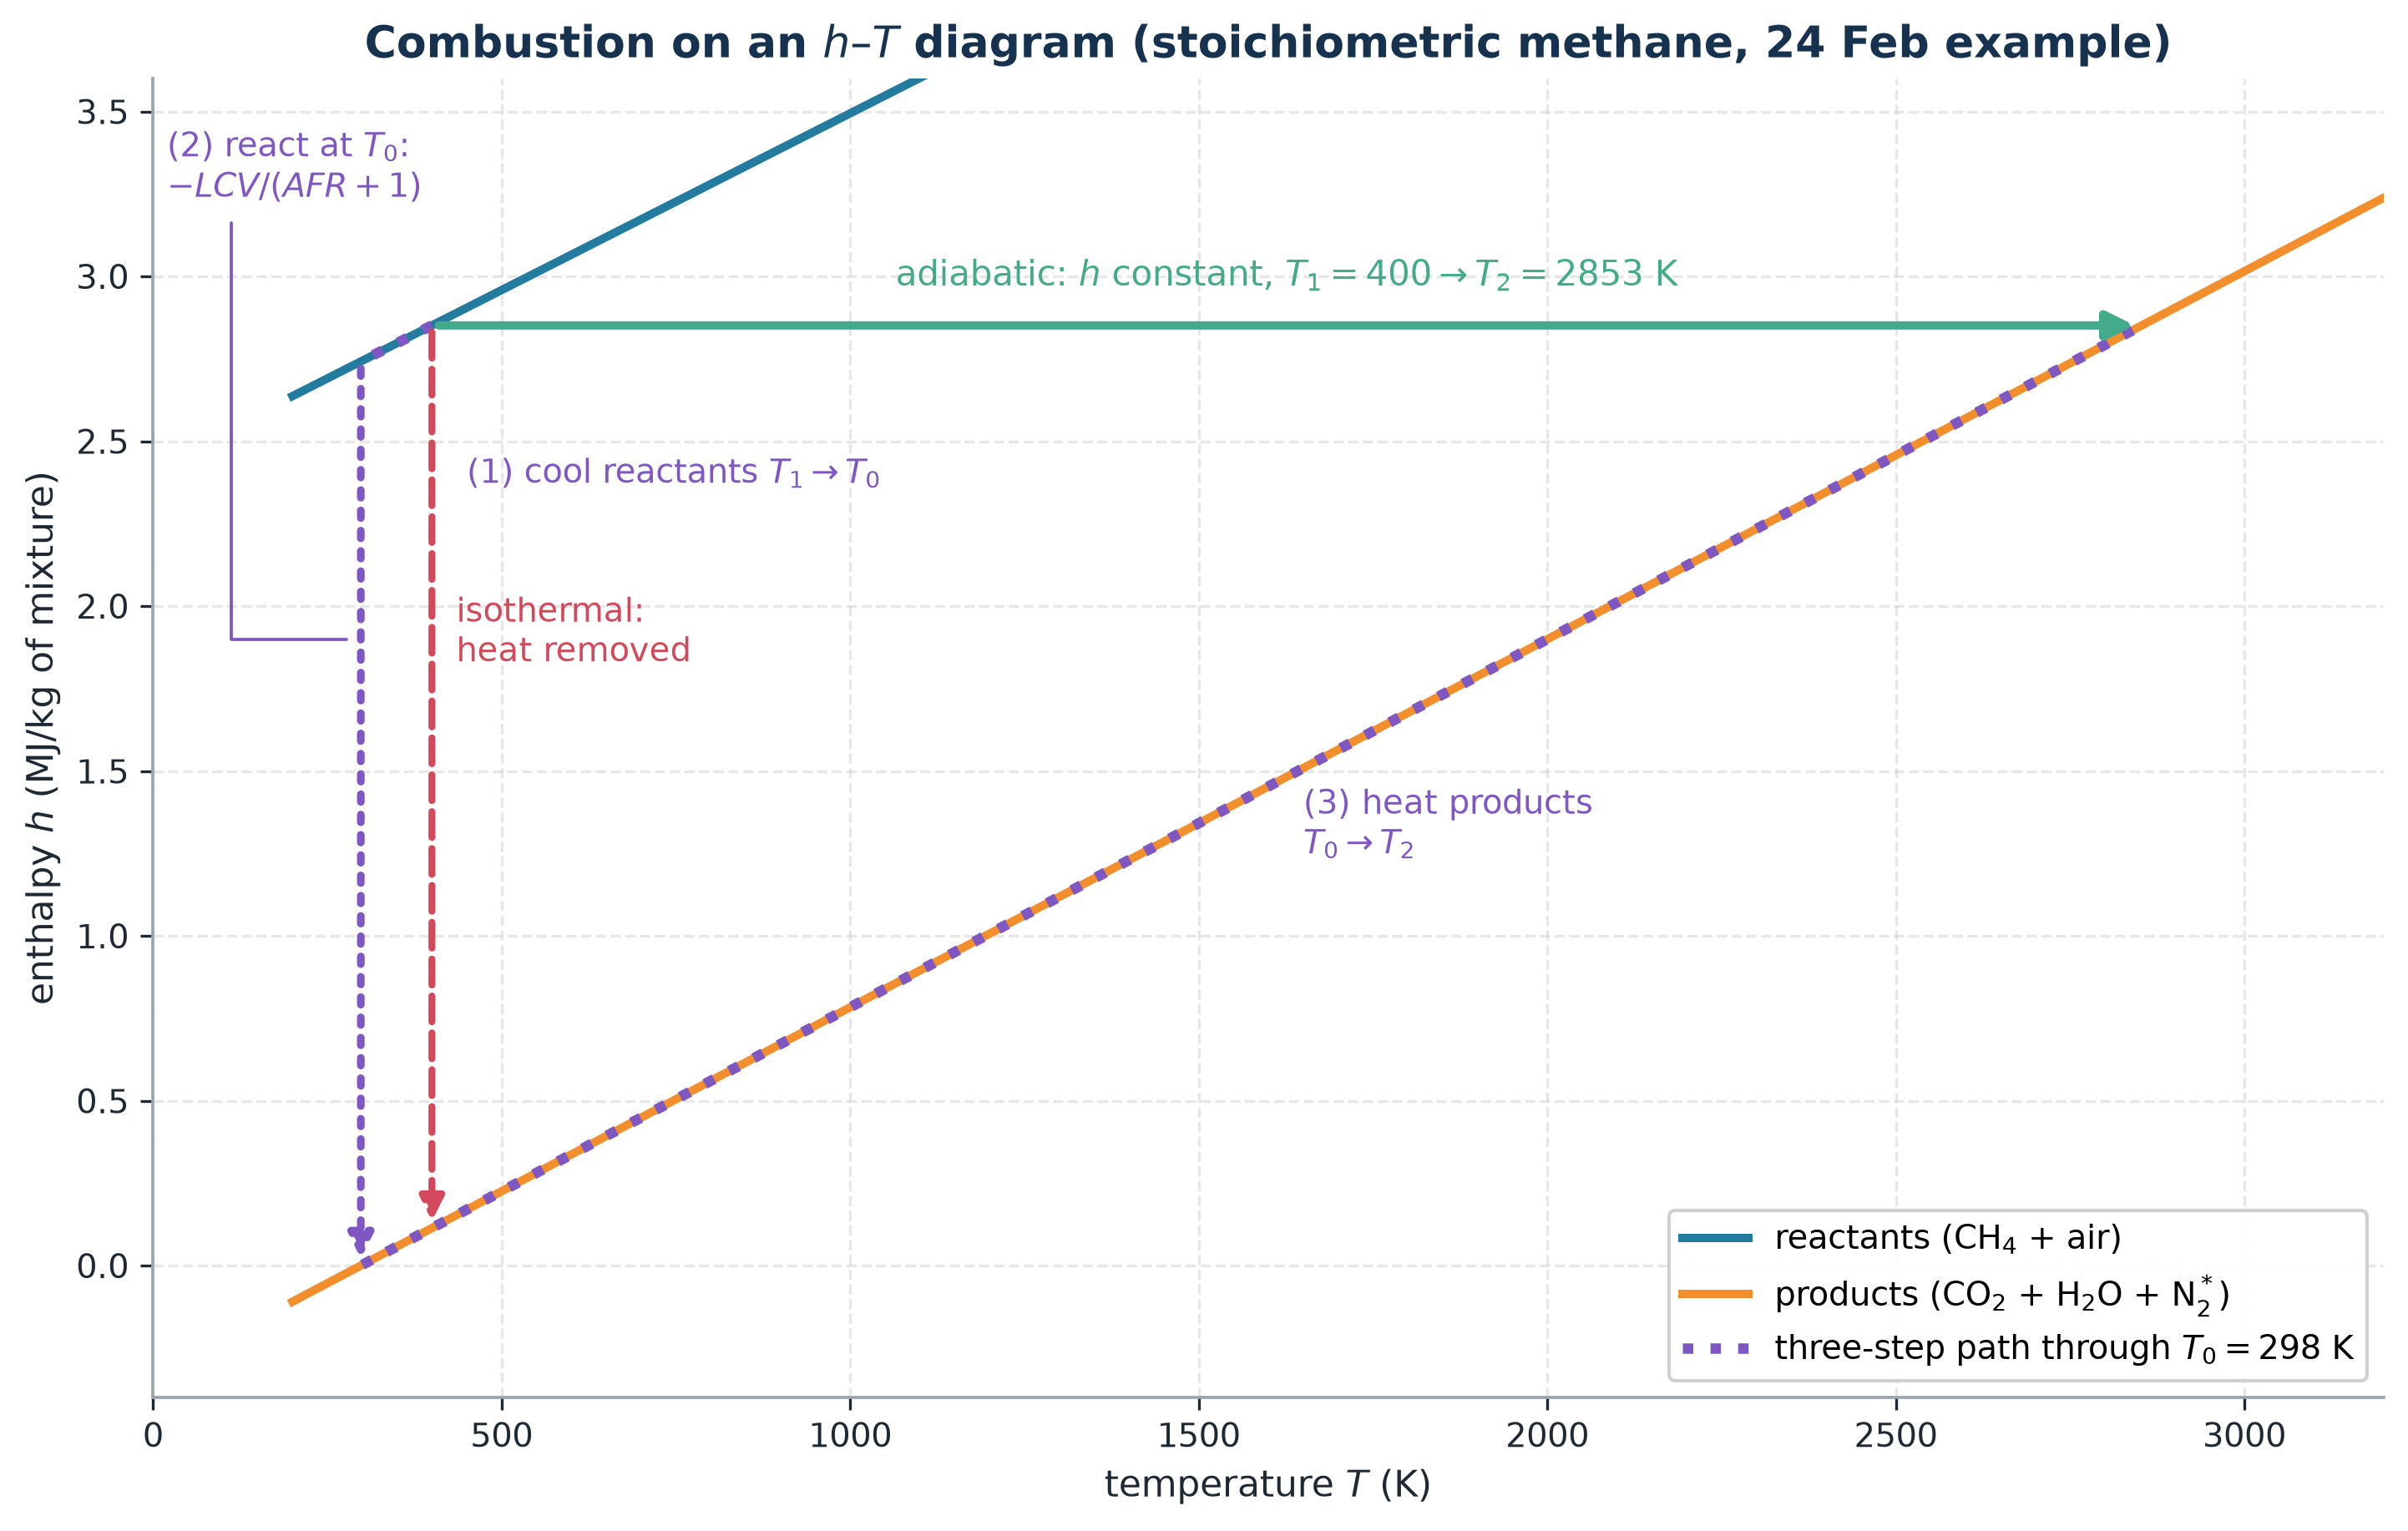 Combustion on an h–T diagram (stoichiometric methane, 24 Feb example)
3.5
3.0
2.5
2.0
1.5
1.0
0.5
0.0
enthalpy h (MJ/kg of mixture)
(2) react at T₀:
−LCV/(AFR + 1)
adiabatic: h constant, T₁ = 400 → T₂ = 2853 K
(1) cool reactants T₁ → T₀
isothermal:
heat removed
(3) heat products
T₀ → T₂
reactants (CH₄ + air)
products (CO₂ + H₂O + N₂*)
three-step path through T₀ = 298 K
0 500 1000 1500 2000 2500 3000
temperature T (K)